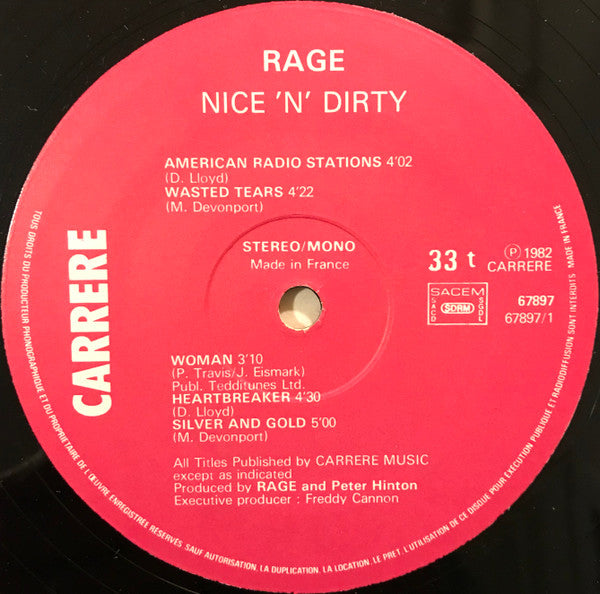 RAGE
NICE 'N' DIRTY
AMERICAN RADIO STATIONS 4'02
(D. Lloyd)
WASTED TEARS 4'22
(M. Devonport)
STEREO/MONO
Made in France
33 t
Ⓟ 1982
CARRERE
SACEM
SACD
SDRM
SGDL
67897
67897/1
CARRERE
WOMAN 3'10
(P. Travis/J. Eismark)
Publ. Tedditunes Ltd.
HEARTBREAKER 4'30
(D. Lloyd)
SILVER AND GOLD 5'00
(M. Devonport)
All Titles Published by CARRERE MUSIC
except as indicated
Produced by RAGE and Peter Hinton
Executive producer : Freddy Cannon
TOUS DROITS DU PRODUCTEUR PHONOGRAPHIQUE ET DU PROPRIETAIRE DE L'ŒUVRE ENREGISTREE RESERVES. SAUF AUTORISATION, LA DUPLICATION, LA LOCATION, LE PRET, L'UTILISATION DE CE DISQUE POUR EXECUTION PUBLIQUE ET RADIODIFFUSION SONT INTERDITS MADE IN FRANCE